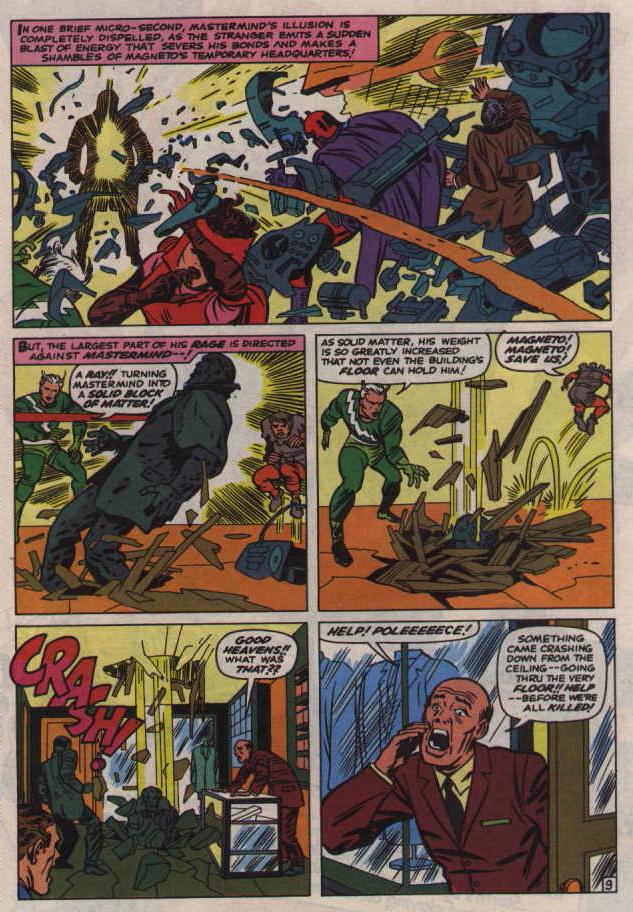 IN ONE BRIEF MICRO-SECOND, MASTERMIND'S ILLUSION IS
COMPLETELY DISPELLED, AS THE STRANGER EMITS A SUDDEN
BLAST OF ENERGY THAT SEVERS HIS BONDS AND MAKES A
SHAMBLES OF MAGNETO'S TEMPORARY HEADQUARTERS!
BUT, THE LARGEST PART OF HIS RAGE IS DIRECTED
AGAINST MASTERMIND--!
A RAY!! TURNING
MASTERMIND INTO
A SOLID BLOCK
OF MATTER!
AS SOLID MATTER, HIS WEIGHT
IS SO GREATLY INCREASED
THAT NOT EVEN THE BUILDING'S
FLOOR CAN HOLD HIM!
MAGNETO!
MAGNETO!
SAVE US!
CRASH!
GOOD
HEAVENS!!
WHAT WAS
THAT??
HELP! POLEEEEECE!
SOMETHING
CAME CRASHING
DOWN FROM THE
CEILING--GOING
THRU THE VERY
FLOOR!! HELP
--BEFORE WE'RE
ALL KILLED!
9